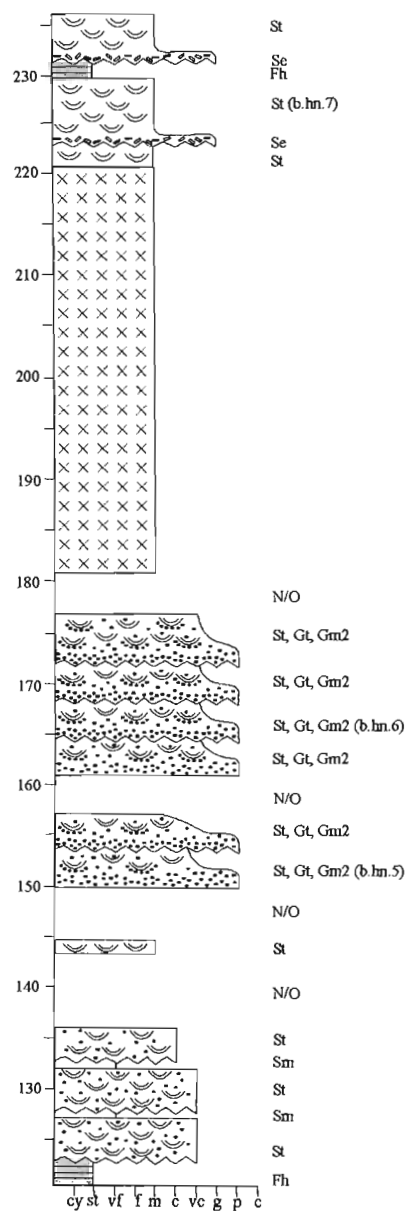 St
Se
230 Fh
St (b.hn.7)
Se
220 St
210
200
190
180
N/O
St, Gt, Gm2
170 St, Gt, Gm2
St, Gt, Gm2 (b.hn.6)
St, Gt, Gm2
160
N/O
St, Gt, Gm2
St, Gt, Gm2 (b.hn.5)
150
N/O
St
140 N/O
St
Sm
130 St
Sm
St
Fh
cy st vf f m c vc g p c